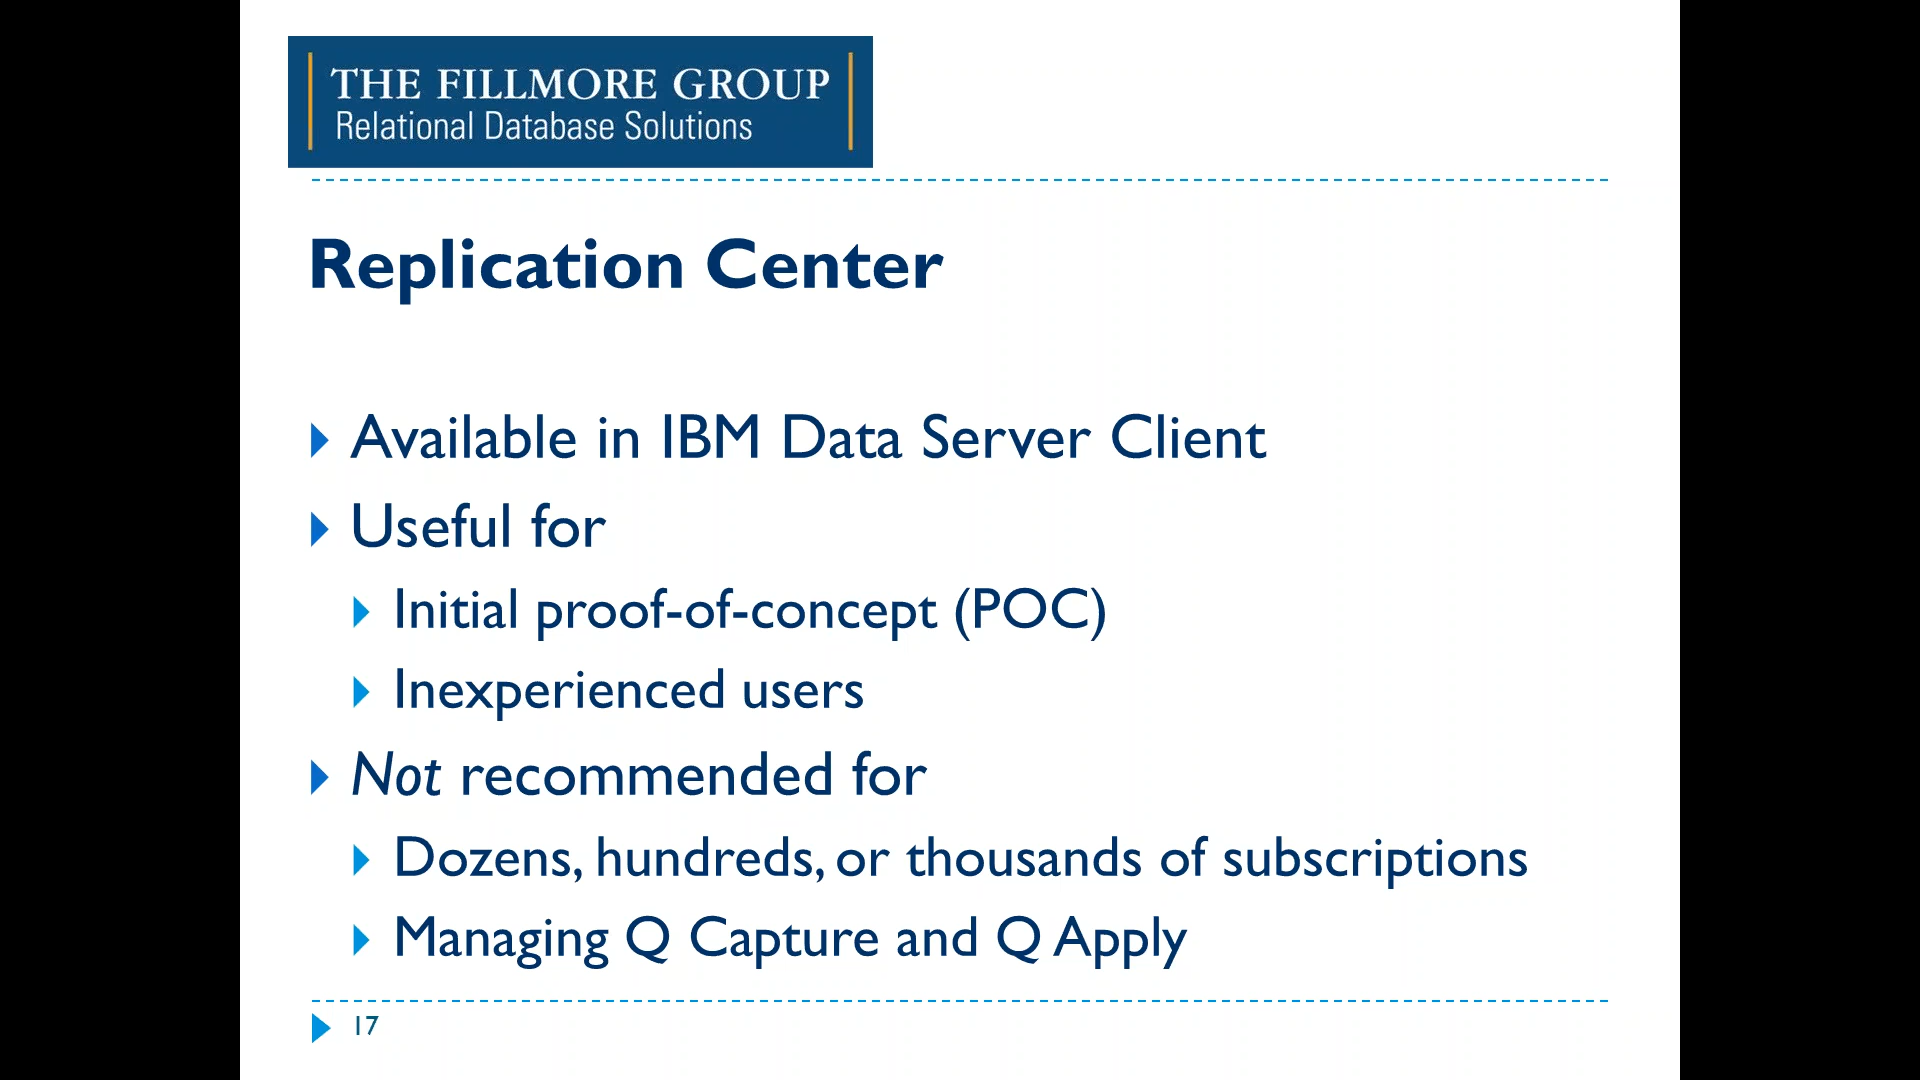 THE FILLMORE GROUP
Relational Database Solutions
Replication Center
Available in IBM Data Server Client
Useful for
Initial proof-of-concept (POC)
Inexperienced users
Not recommended for
Dozens, hundreds, or thousands of subscriptions
Managing Q Capture and Q Apply
17